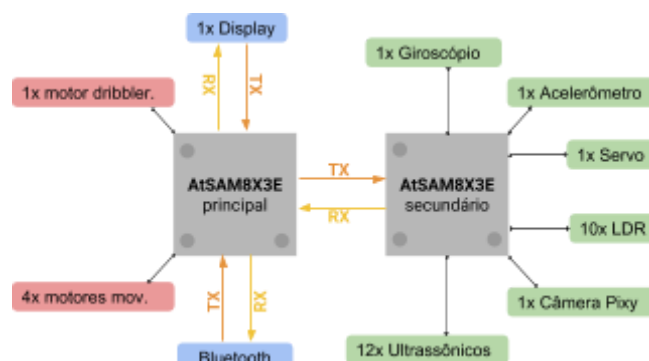 1x Display
1x Giroscópio
1x motor dribbler.
RX
TX
1x Acelerômetro
AtSAM8X3E
principal
TX
RX
AtSAM8X3E
secundário
1x Servo
10x LDR
4x motores mov.
TX
RX
1x Câmera Pixy
Bluetooth
12x Ultrassônicos